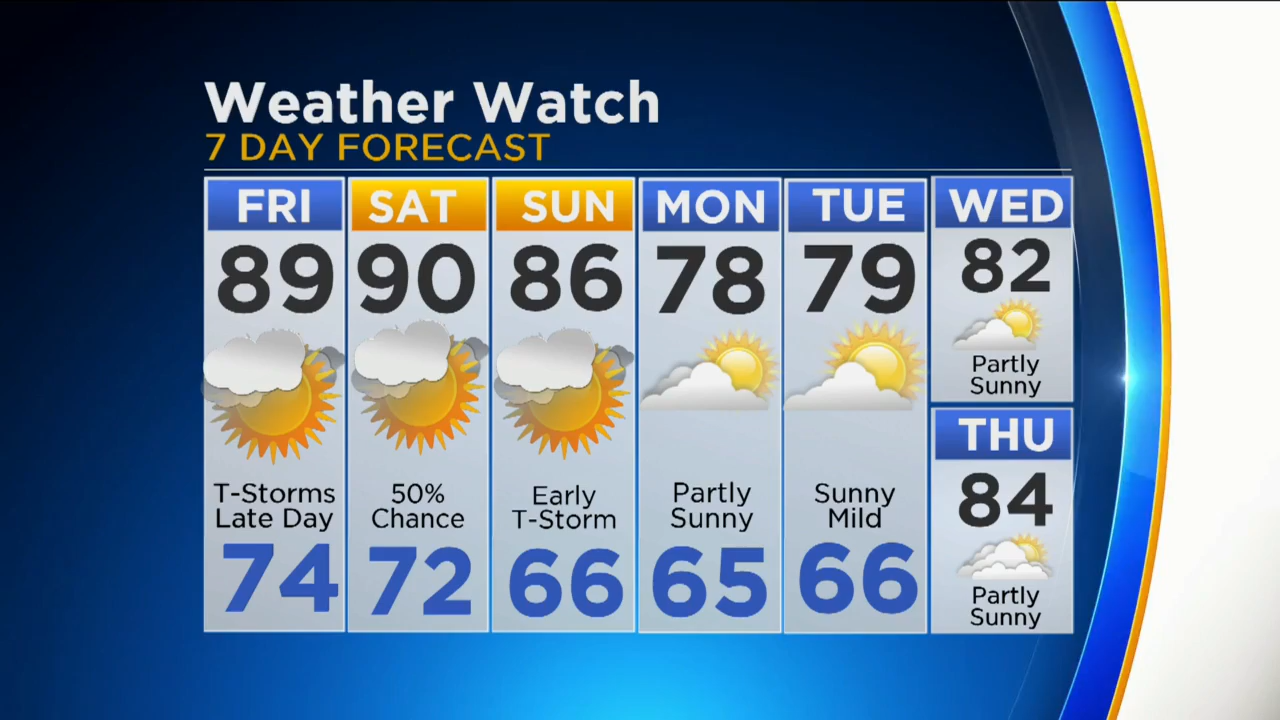 Weather Watch
7 DAY FORECAST
FRI
89
T-Storms
Late Day
74
SAT
90
50%
Chance
72
SUN
86
Early
T-Storm
66
MON
78
Partly
Sunny
65
TUE
79
Sunny
Mild
66
WED
82
Partly
Sunny
THU
84
Partly
Sunny